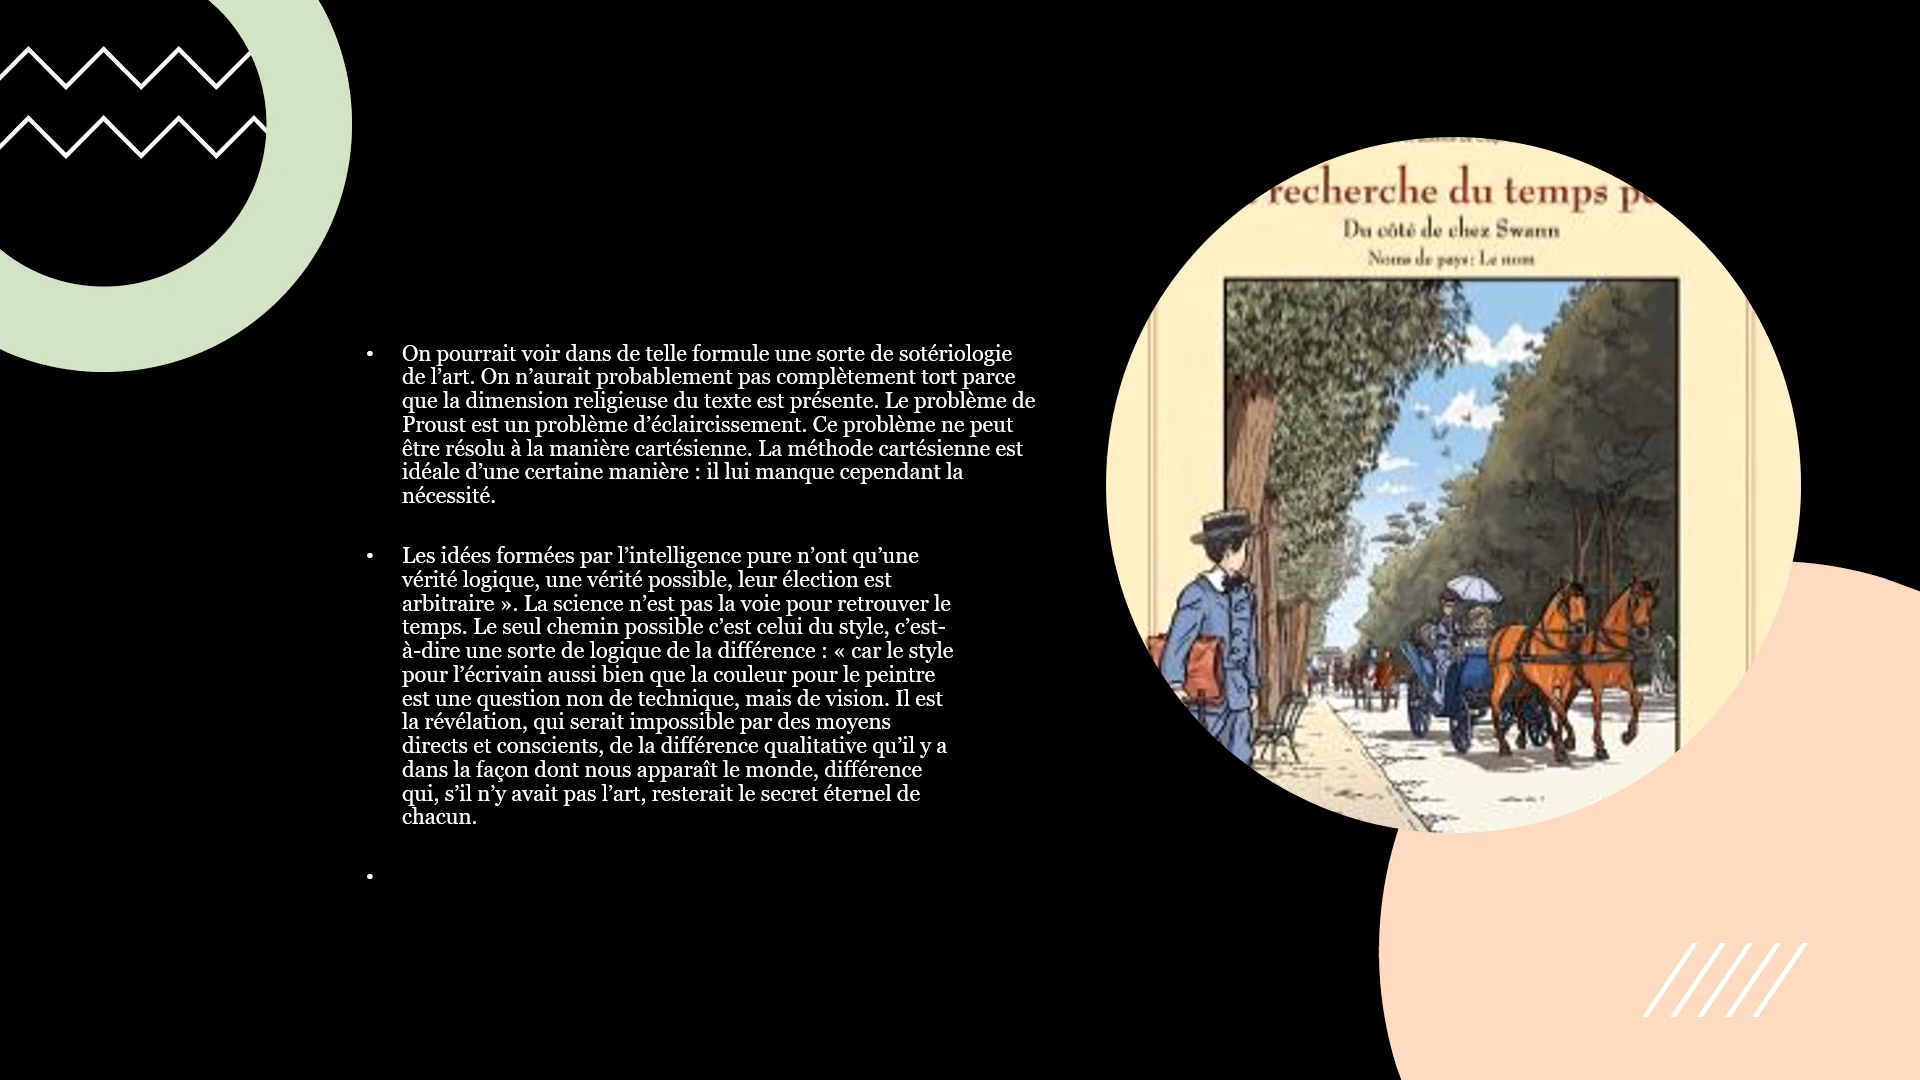 recherche du temps
Du côté de chez Swann
Noms de pays: Le nom
• On pourrait voir dans de telle formule une sorte de sotériologie
de l’art. On n’aurait probablement pas complètement tort parce
que la dimension religieuse du texte est présente. Le problème de
Proust est un problème d’éclaircissement. Ce problème ne peut
être résolu à la manière cartésienne. La méthode cartésienne est
idéale d’une certaine manière : il lui manque cependant la
nécessité.
• Les idées formées par l’intelligence pure n’ont qu’une
vérité logique, une vérité possible, leur élection est
arbitraire ». La science n’est pas la voie pour retrouver le
temps. Le seul chemin possible c’est celui du style, c’est-
à-dire une sorte de logique de la différence : « car le style
pour l’écrivain aussi bien que la couleur pour le peintre
est une question non de technique, mais de vision. Il est
la révélation, qui serait impossible par des moyens
directs et conscients, de la différence qualitative qu’il y a
dans la façon dont nous apparaît le monde, différence
qui, s’il n’y avait pas l’art, resterait le secret éternel de
chacun.
•